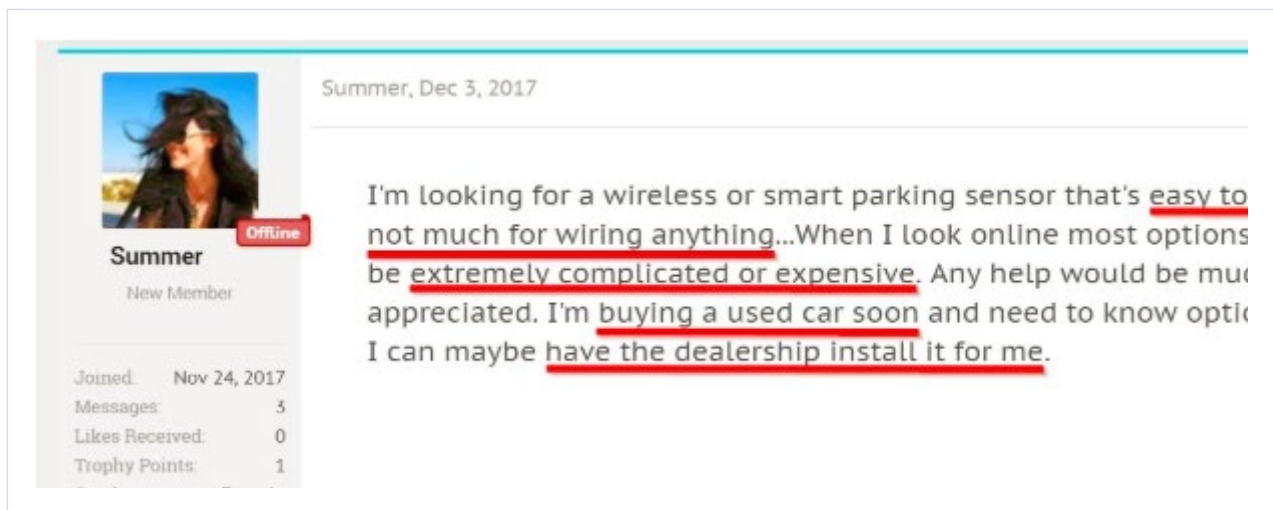 Summer, Dec 3, 2017
Offline
Summer
New Member
Joined: Nov 24, 2017
Messages: 3
Likes Received: 0
Trophy Points: 1
I'm looking for a wireless or smart parking sensor that's easy to
not much for wiring anything...When I look online most options
be extremely complicated or expensive. Any help would be muc
appreciated. I'm buying a used car soon and need to know optic
I can maybe have the dealership install it for me.